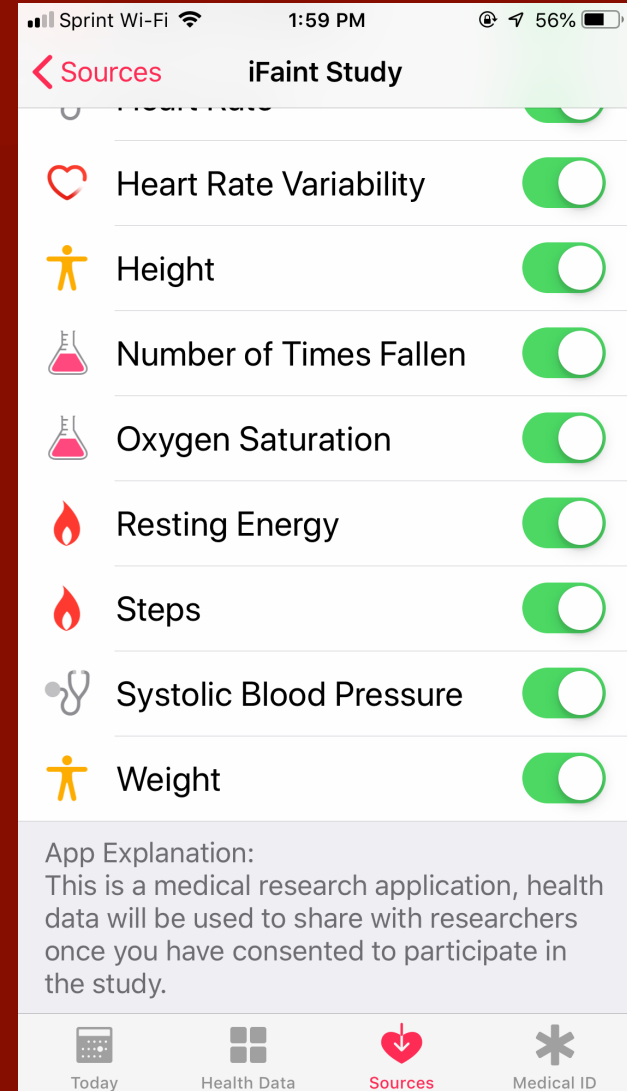 Sprint Wi-Fi 1:59 PM 56%
Sources iFaint Study
Heart Rate
Heart Rate Variability
Height
Number of Times Fallen
Oxygen Saturation
Resting Energy
Steps
Systolic Blood Pressure
Weight
App Explanation:
This is a medical research application, health
data will be used to share with researchers
once you have consented to participate in
the study.
Today Health Data Sources Medical ID